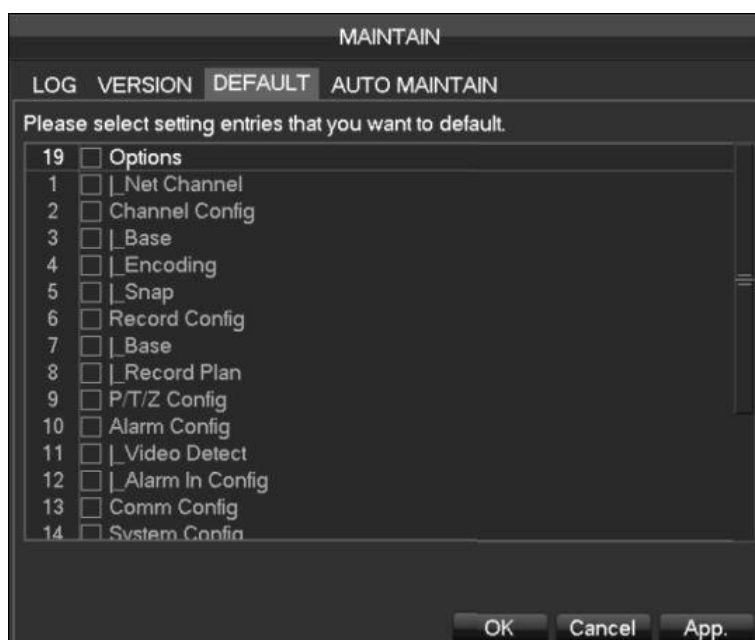 MAINTAIN
LOG VERSION DEFAULT AUTO MAINTAIN
Please select setting entries that you want to default.
19 Options
1 |_Net Channel
2 Channel Config
3 |_Base
4 |_Encoding
5 |_Snap
6 Record Config
7 |_Base
8 |_Record Plan
9 P/T/Z Config
10 Alarm Config
11 |_Video Detect
12 |_Alarm In Config
13 Comm Config
14 System Config
OK Cancel App.